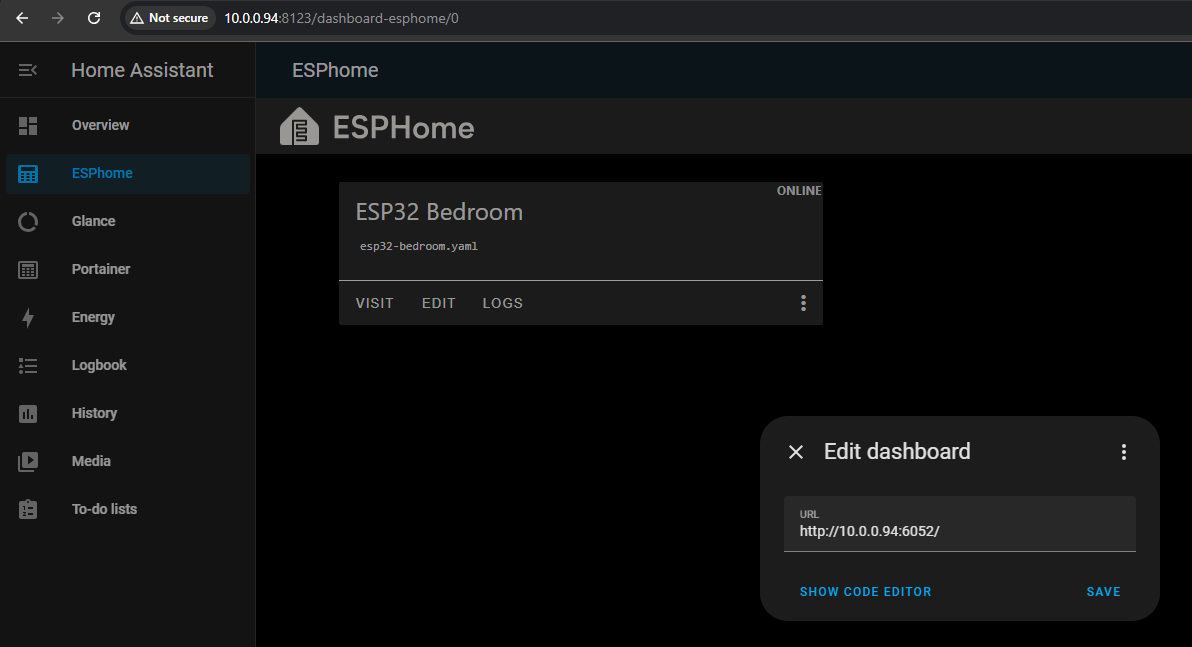 Not secure 10.0.0.94:8123/dashboard-esphome/0
Home Assistant
ESPhome
Overview
ESPhome
Glance
Portainer
Energy
Logbook
History
Media
To-do lists
ESPHome
ONLINE
ESP32 Bedroom
esp32-bedroom.yaml
VISIT EDIT LOGS
Edit dashboard
URL
http://10.0.0.94:6052/
SHOW CODE EDITOR SAVE